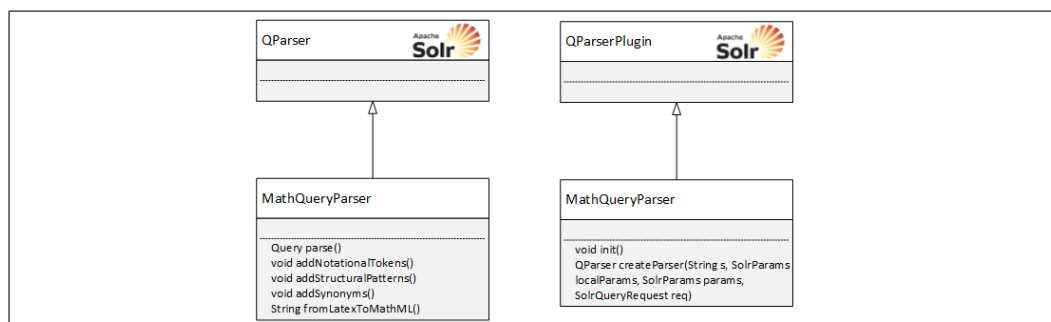 QParser
Apache
Solr
QParserPlugin
Apache
Solr
MathQueryParser
Query parse()
void addNotationalTokens()
void addStructuralPatterns()
void addSynonyms()
String fromLatexToMathML()
MathQueryParser
void init()
QParser createParser(String s, SolrParams
localParams, SolrParams params,
SolrQueryRequest req)